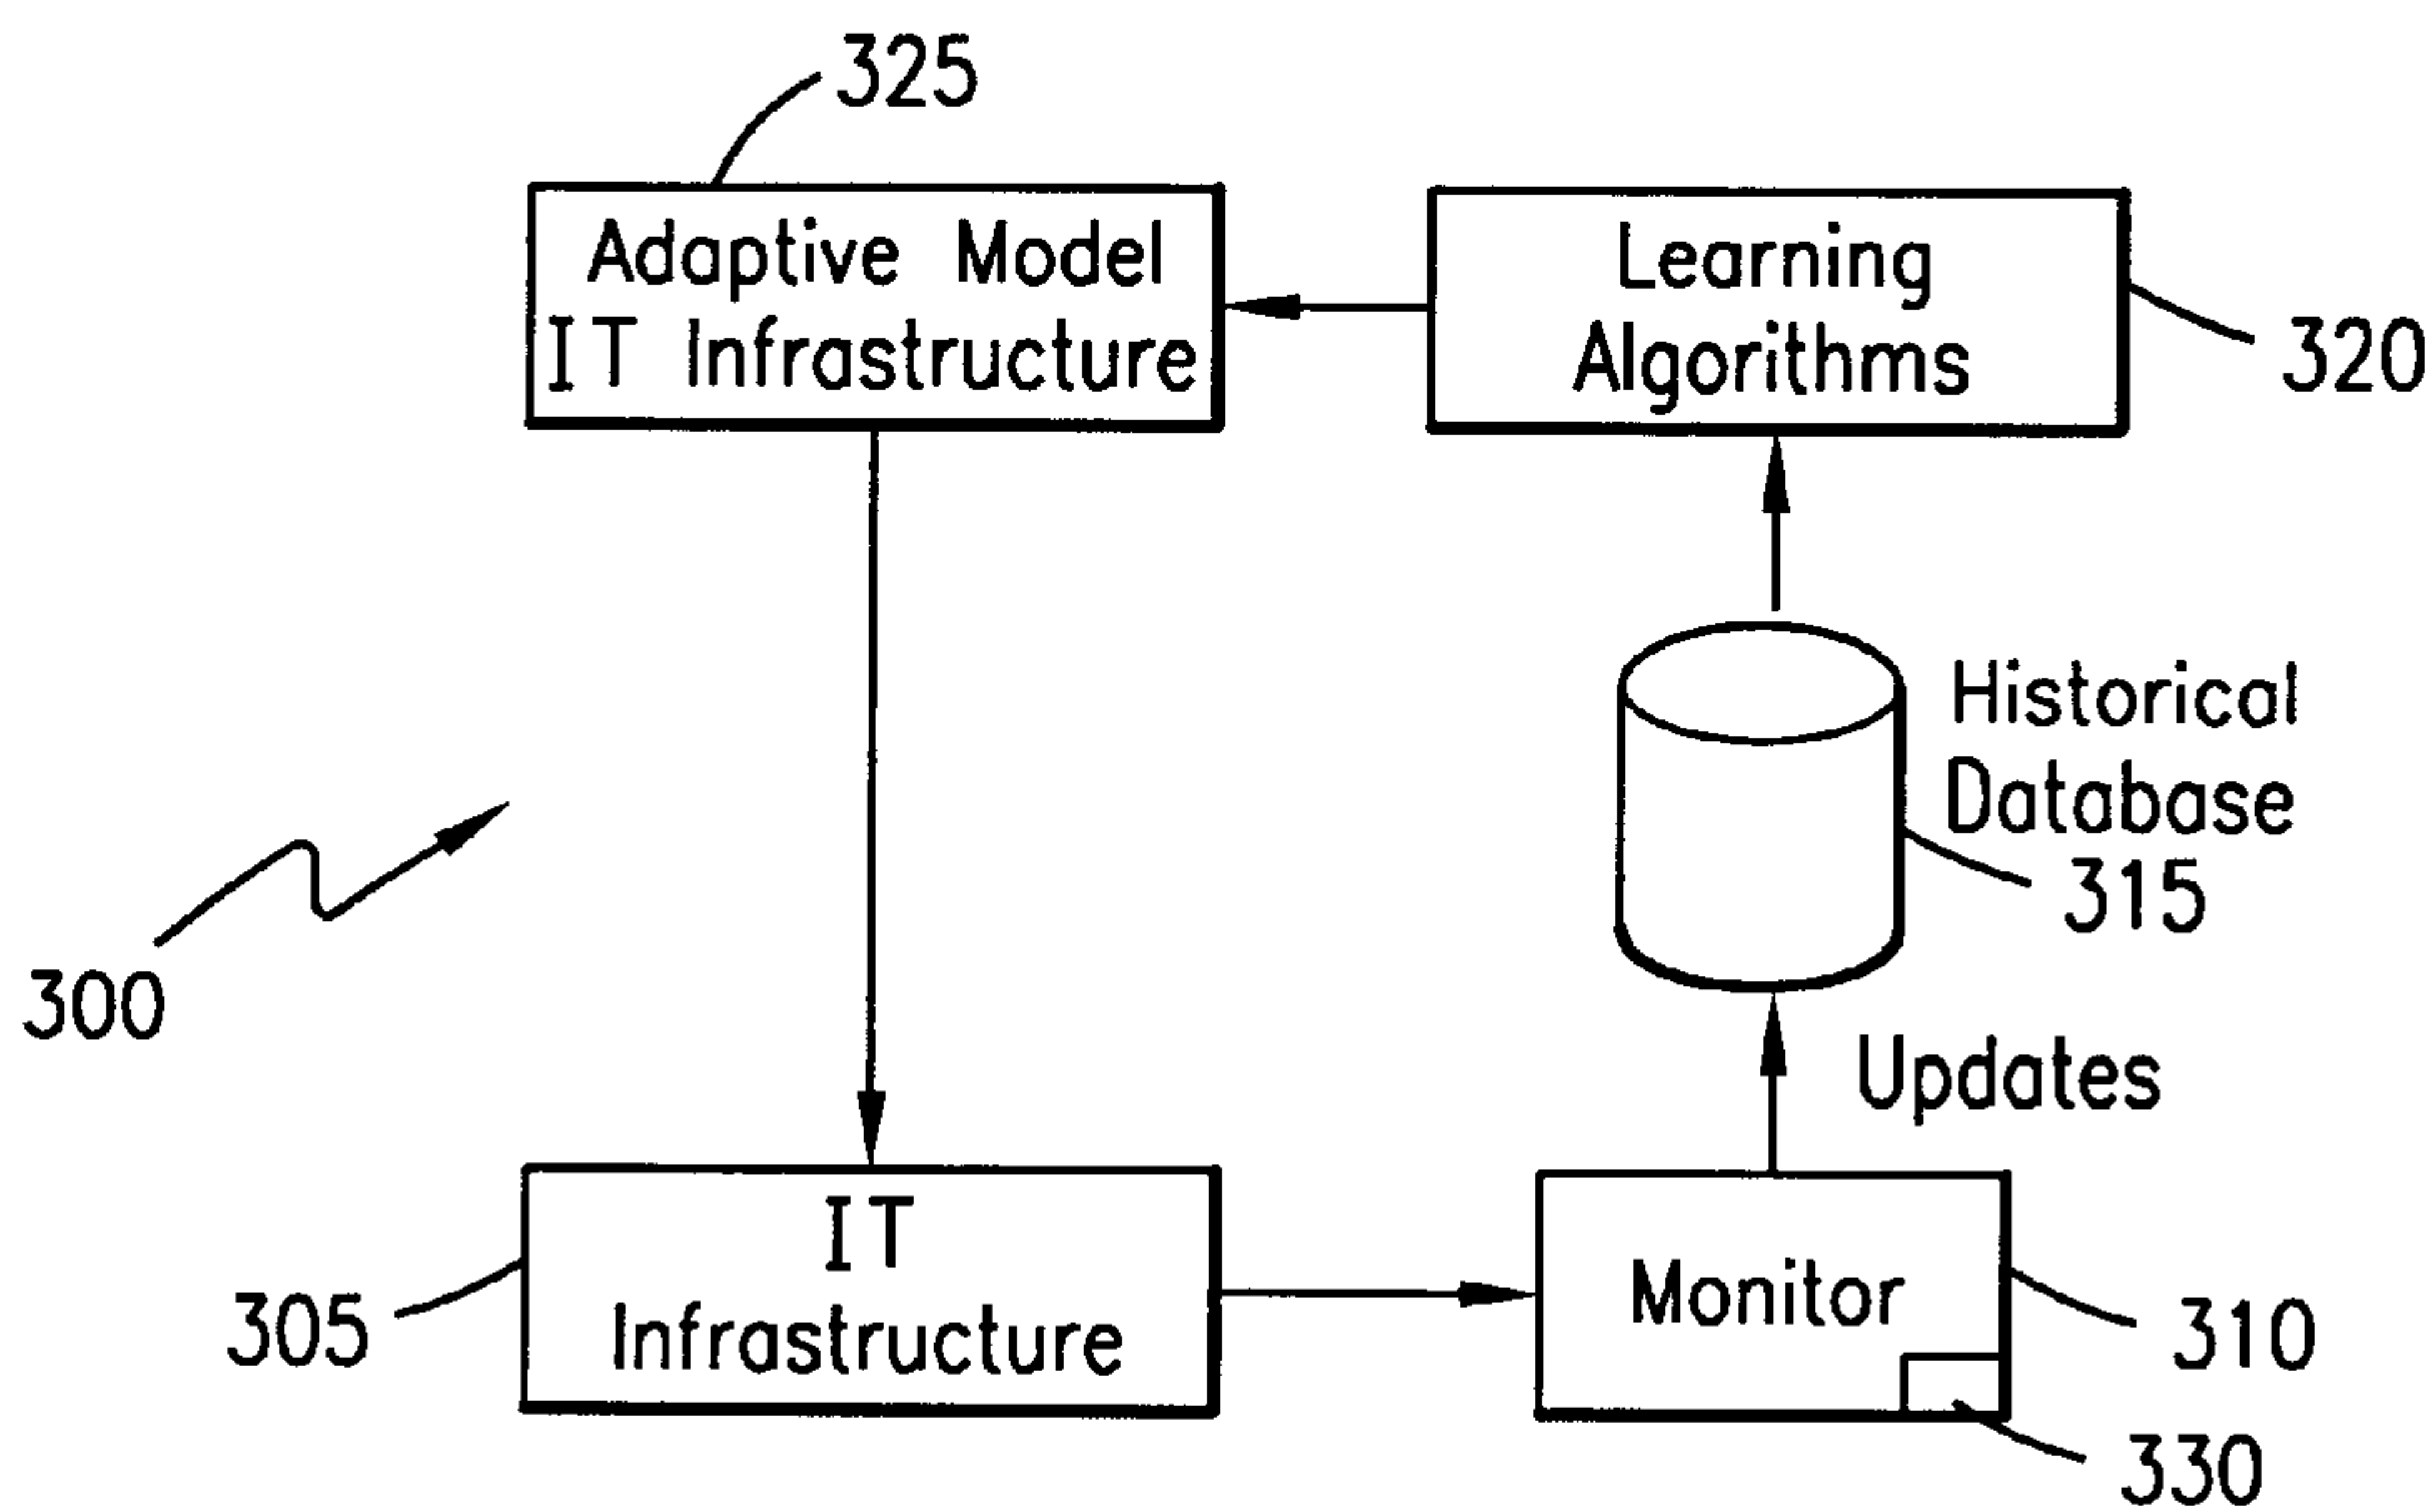 325
Adaptive Model
IT Infrastructure
Learning
Algorithms
320
Historical
Database
315
300
Updates
IT
Infrastructure
305
Monitor
310
330